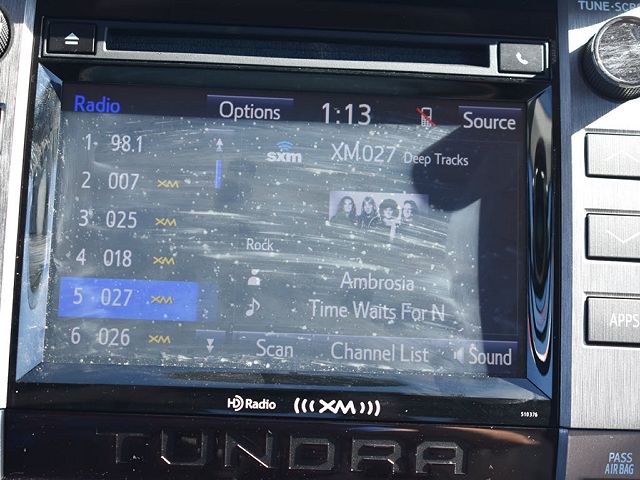 TUNE·SCR
Radio Options 1:13 Source
1 98.1
sxm XM027 Deep Tracks
2 007 XM
3 025 XM
Rock
4 018 XM
Ambrosia
5 027 XM
Time Waits For N
6 026 XM
Scan Channel List Sound
APPS
HD Radio (((XM)))
510376
TUNDRA
PASS
AIR BAG